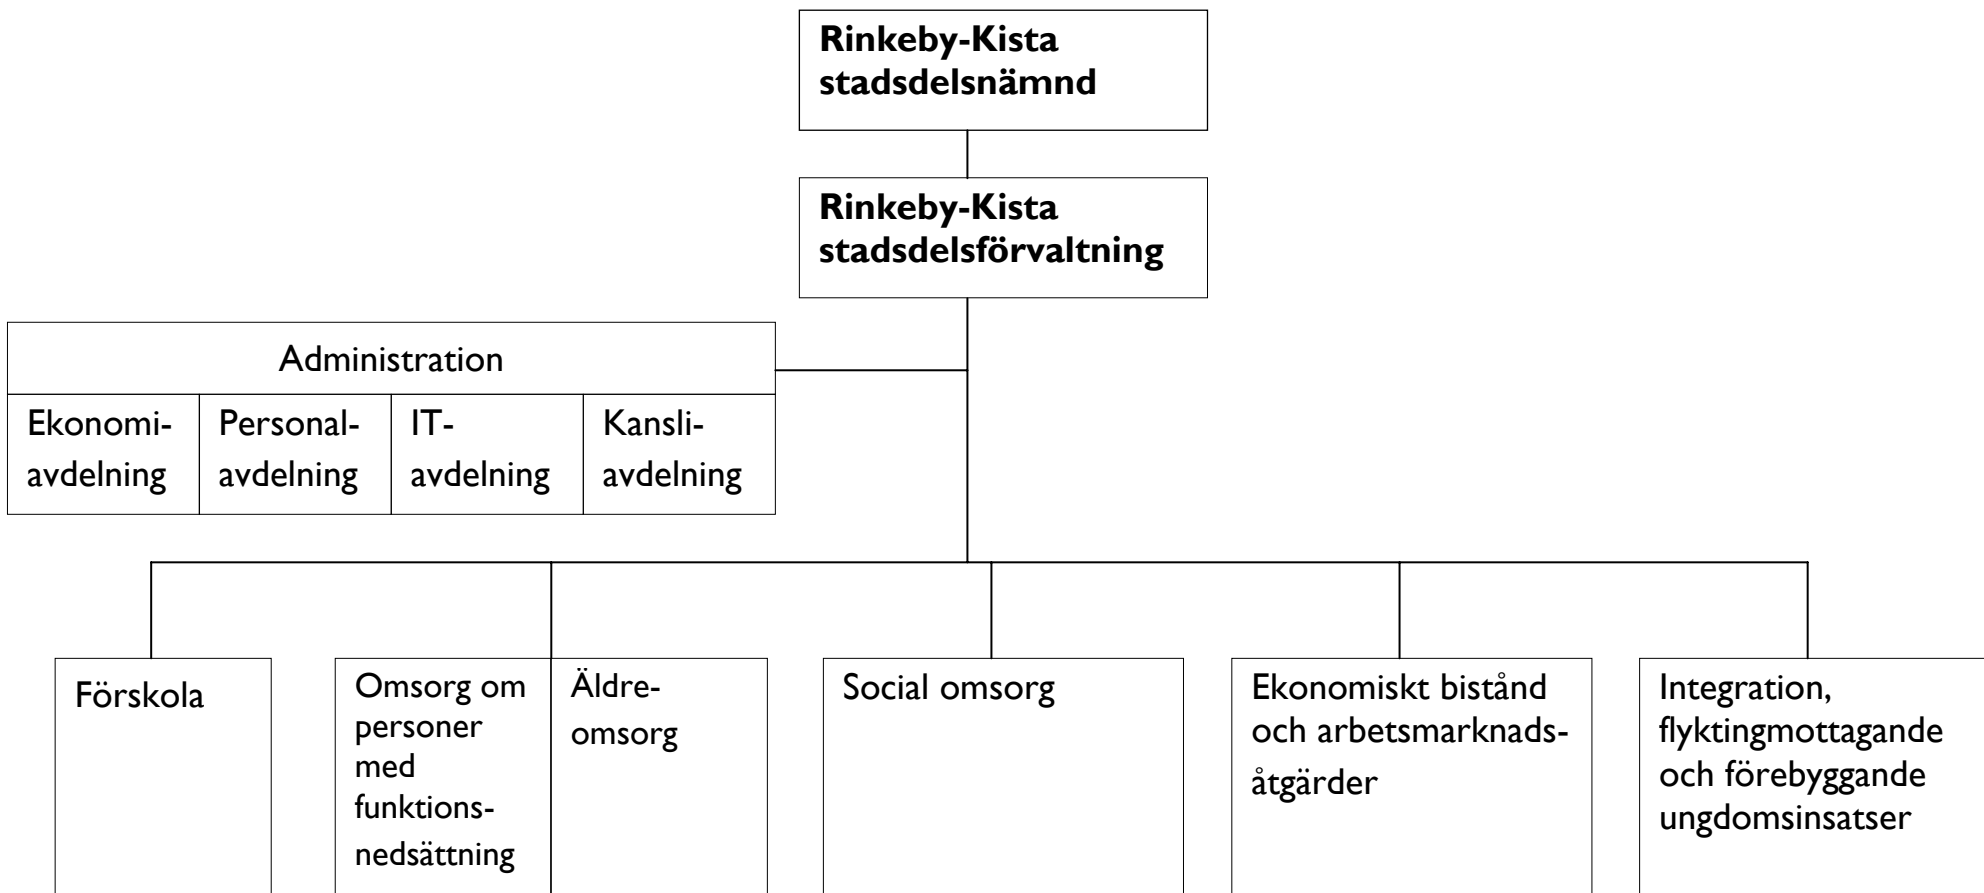 Rinkeby-Kista
stadsdelsnämnd
Rinkeby-Kista
stadsdelsförvaltning
Administration
Ekonomi-
avdelning
Personal-
avdelning
IT-
avdelning
Kansli-
avdelning
Förskola
Omsorg om
personer
med
funktions-
nedsättning
Äldre-
omsorg
Social omsorg
Ekonomiskt bistånd
och arbetsmarknads-
åtgärder
Integration,
flyktingmottagande
och förebyggande
ungdomsinsatser